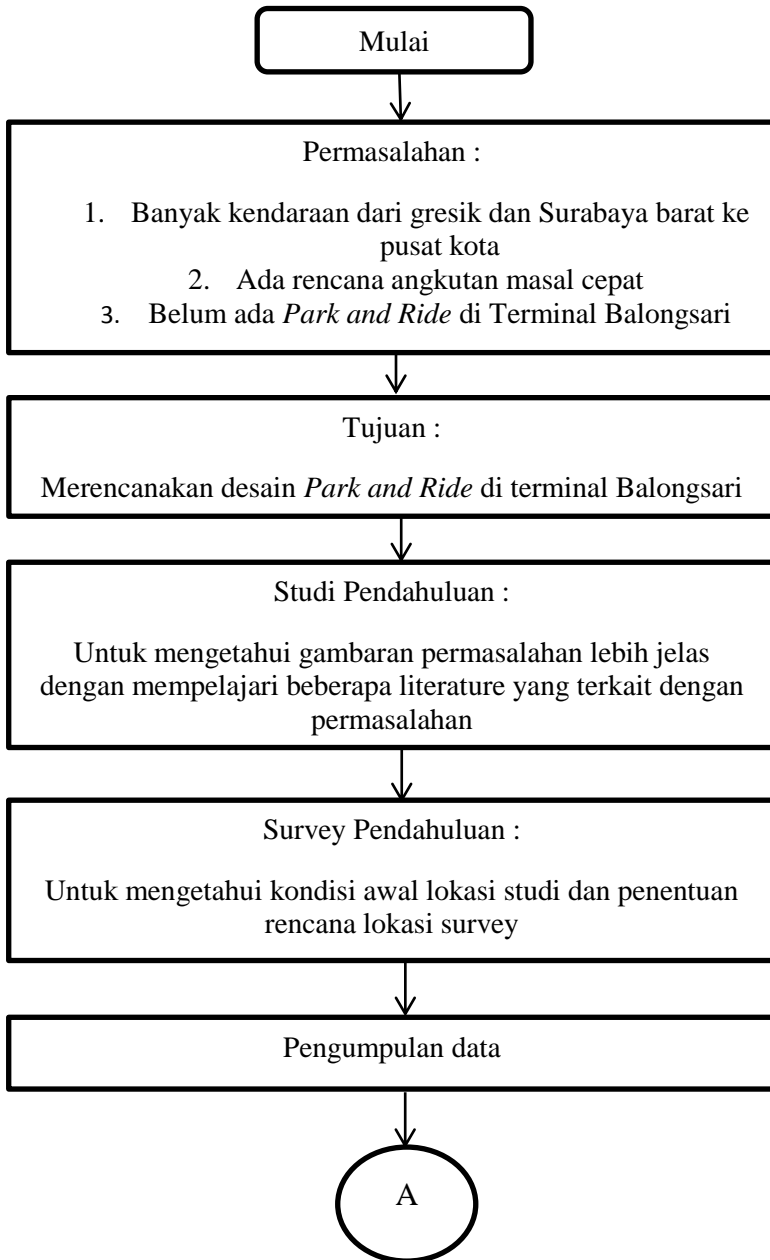 Mulai
Permasalahan :
1. Banyak kendaraan dari gresik dan Surabaya barat ke
pusat kota
2. Ada rencana angkutan masal cepat
3. Belum ada Park and Ride di Terminal Balongsari
Tujuan :
Merencanakan desain Park and Ride di terminal Balongsari
Studi Pendahuluan :
Untuk mengetahui gambaran permasalahan lebih jelas
dengan mempelajari beberapa literature yang terkait dengan
permasalahan
Survey Pendahuluan :
Untuk mengetahui kondisi awal lokasi studi dan penentuan
rencana lokasi survey
Pengumpulan data
A